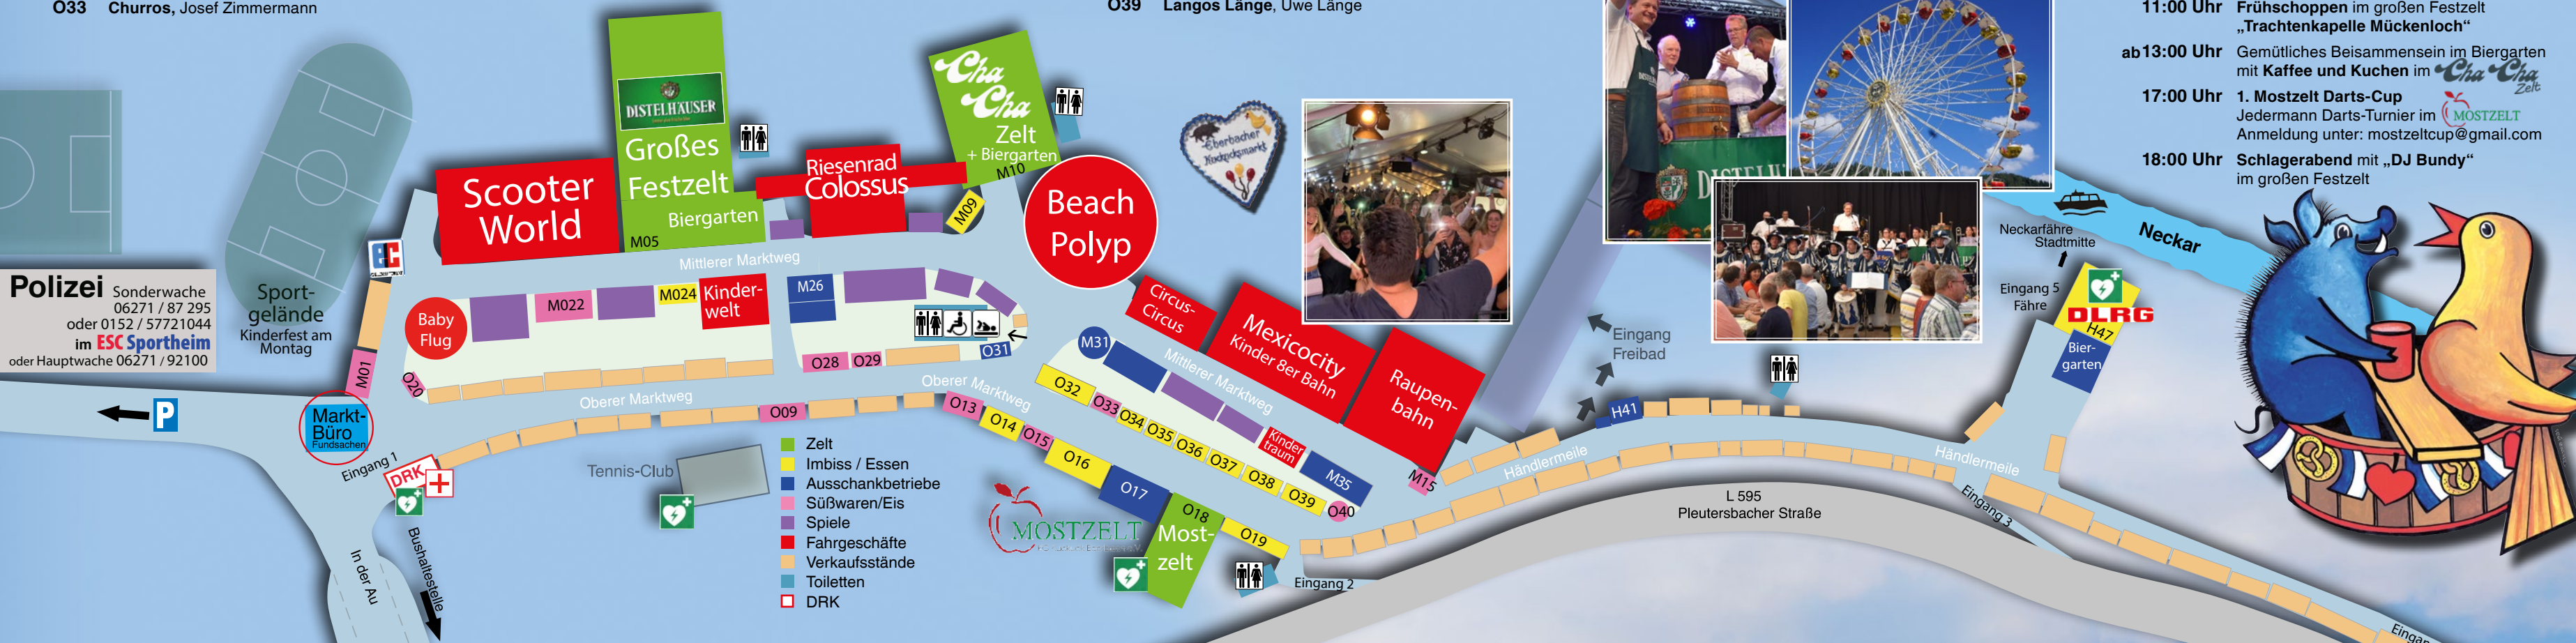 O33 Churros, Josef Zimmermann
O39 Langos Länge, Uwe Länge
11:00 Uhr Frühschoppen im großen Festzelt
„Trachtenkapelle Mückenloch“
ab 13:00 Uhr Gemütliches Beisammensein im Biergarten
mit Kaffee und Kuchen im Cha Cha Zelt
17:00 Uhr 1. Mostzelt Darts-Cup
Jedermann Darts-Turnier im MOSTZELT
Anmeldung unter: mostzeltcup@gmail.com
18:00 Uhr Schlagerabend mit „DJ Bundy“
im großen Festzelt
Polizei Sonderwache
06271 / 87 295
oder 0152 / 57721044
im ESC Sportheim
oder Hauptwache 06271 / 92100
Sport-
gelände
Kinderfest am
Montag
EC
M01
Markt-
Büro
Fundsachen
P
Eingang 1
DRK
In der Au
Bushaltestelle
Scooter
World
DISTELHÄUSER
Großes
Festzelt
Biergarten
M05
Riesenrad
Colossus
Cha
Cha
Zelt
+ Biergarten
M10
M09
Beach
Polyp
Eberbacher
Kuckucksmarkt
Mittlerer Marktweg
Baby
Flug
M022
M024
Kinder-
welt
M26
O20
O28
O29
O31
Oberer Marktweg
Oberer Marktweg
O09
O13
O14
O15
O16
O17
O18
Most-
zelt
O19
MOSTZELT
Tennis-Club
Zelt
Imbiss / Essen
Ausschankbetriebe
Süßwaren/Eis
Spiele
Fahrgeschäfte
Verkaufsstände
Toiletten
DRK
M31
Mittlerer Marktweg
Circus-
Circus
Mexicocity
Kinder 8er Bahn
Raupen-
bahn
O32
O33
O34
O35
O36
O37
O38
O39
O40
Kinder
traum
M35
M15
Eingang 2
Eingang
Freibad
H41
Händlermeile
Händlermeile
L 595
Pleutersbacher Straße
Eingang 3
Neckarfähre
Stadtmitte
Neckar
Eingang 5
Fähre
DLRG
H47
Bier-
garten
DISTELH